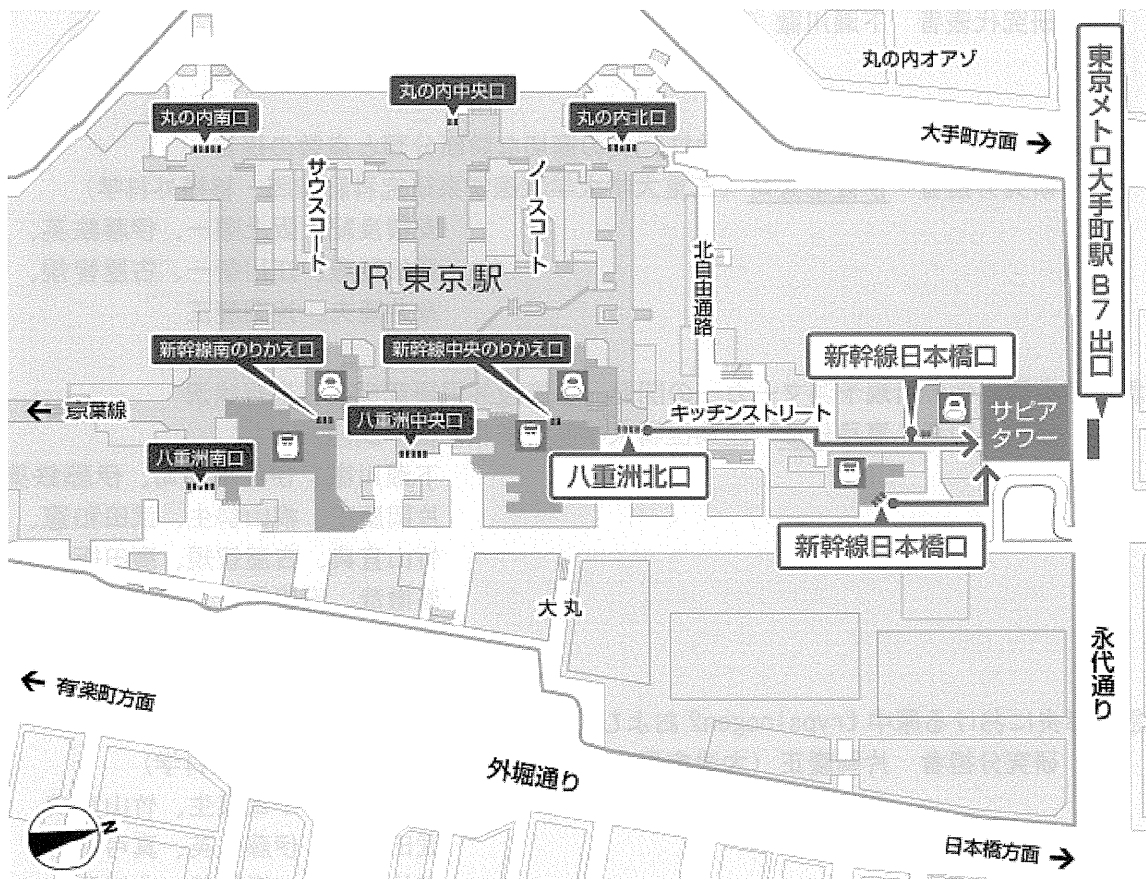 丸の内オアゾ
東京メトロ大手町駅 B7 出口
丸の内中央口
丸の内南口
丸の内北口
大手町方面
サウスコート
ノースコート
北自由通路
JR 東京駅
新幹線南のりかえ口
新幹線中央のりかえ口
新幹線日本橋口
京葉線
八重洲中央口
キッチンストリート
サピア
タワー
八重洲南口
八重洲北口
新幹線日本橋口
大丸
永代通り
有楽町方面
外堀通り
N
日本橋方面